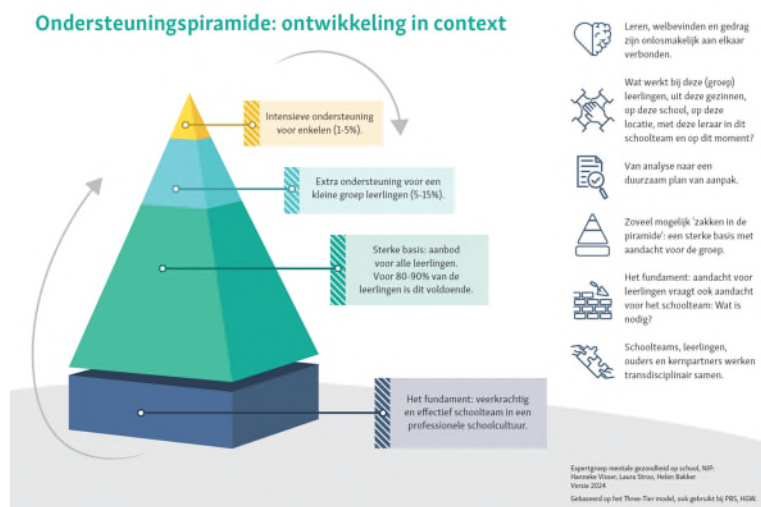 Ondersteuningspiramide: ontwikkeling in context
Intensieve ondersteuning
voor enkelen (1-5%).
Extra ondersteuning voor een
kleine groep leerlingen (5-15%).
Sterke basis: aanbod
voor alle leerlingen.
Voor 80-90% van de
leerlingen is dit voldoende.
Het fundament: veerkrachtig
en effectief schoolteam in een
professionele schoolcultuur.
Leren, welbevinden en gedrag
zijn onlosmakelijk aan elkaar
verbonden.
Wat werkt bij deze (groep)
leerlingen, uit deze gezinnen,
op deze school, op deze
locatie, met deze leraar in dit
schoolteam en op dit moment?
Van analyse naar een
duurzaam plan van aanpak.
Zoveel mogelijk 'zakken in de
piramide': een sterke basis met
aandacht voor de groep.
Het fundament: aandacht voor
leerlingen vraagt ook aandacht
voor het schoolteam: Wat is
nodig?
Schoolteams, leerlingen,
ouders en kernpartners werken
transdisciplinair samen.
Expertgroep mentale gezondheid op school, NIP:
Hanneke Visser, Laura Stroo, Helen Bakker
Versie 2024
Gebaseerd op het Three-Tier model, ook gebruikt bij PBS, HGW.